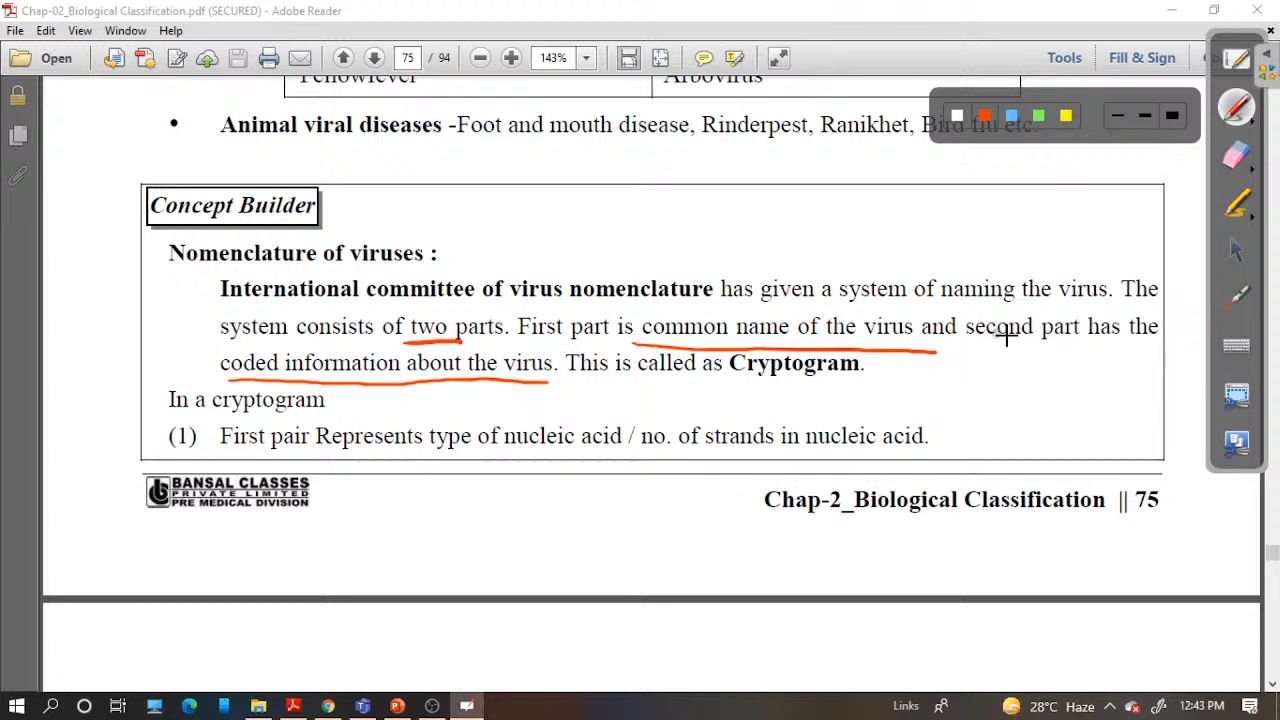 Chap-02_Biological Classification.pdf (SECURED) - Adobe Reader
File Edit View Window Help
Open 75 / 94 143% Tools Fill & Sign
Yellowfever Arbovirus
• Animal viral diseases -Foot and mouth disease, Rinderpest, Ranikhet, Bird flu etc.
Concept Builder
Nomenclature of viruses :
International committee of virus nomenclature has given a system of naming the virus. The
system consists of two parts. First part is common name of the virus and second part has the
coded information about the virus. This is called as Cryptogram.
In a cryptogram
(1) First pair Represents type of nucleic acid / no. of strands in nucleic acid.
BANSAL CLASSES
PRIVATE LIMITED
PRE MEDICAL DIVISION
Chap-2_Biological Classification || 75
Links 28°C Haze 12:43 PM